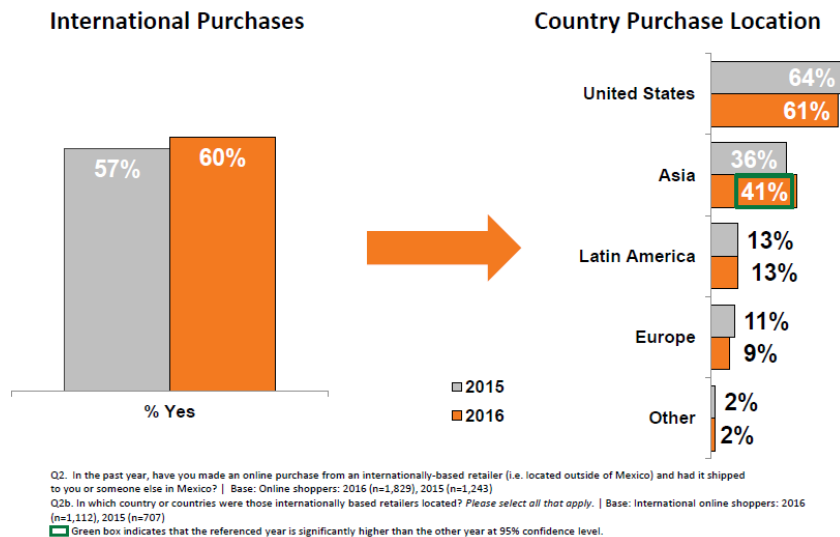 International Purchases
Country Purchase Location
57%
60%
% Yes
2015
2016
United States
64%
61%
Asia
36%
41%
Latin America
13%
13%
Europe
11%
9%
Other
2%
2%
Q2. In the past year, have you made an online purchase from an internationally-based retailer (i.e. located outside of Mexico) and had it shipped
to you or someone else in Mexico? | Base: Online shoppers: 2016 (n=1,829), 2015 (n=1,243)
Q2b. In which country or countries were those internationally based retailers located? Please select all that apply. | Base: International online shoppers: 2016
(n=1,112), 2015 (n=707)
Green box indicates that the referenced year is significantly higher than the other year at 95% confidence level.